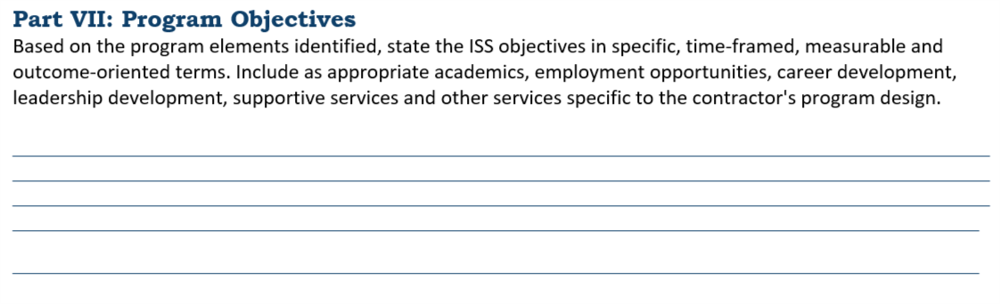 Part VII: Program Objectives
Based on the program elements identified, state the ISS objectives in specific, time-framed, measurable and
outcome-oriented terms. Include as appropriate academics, employment opportunities, career development,
leadership development, supportive services and other services specific to the contractor's program design.